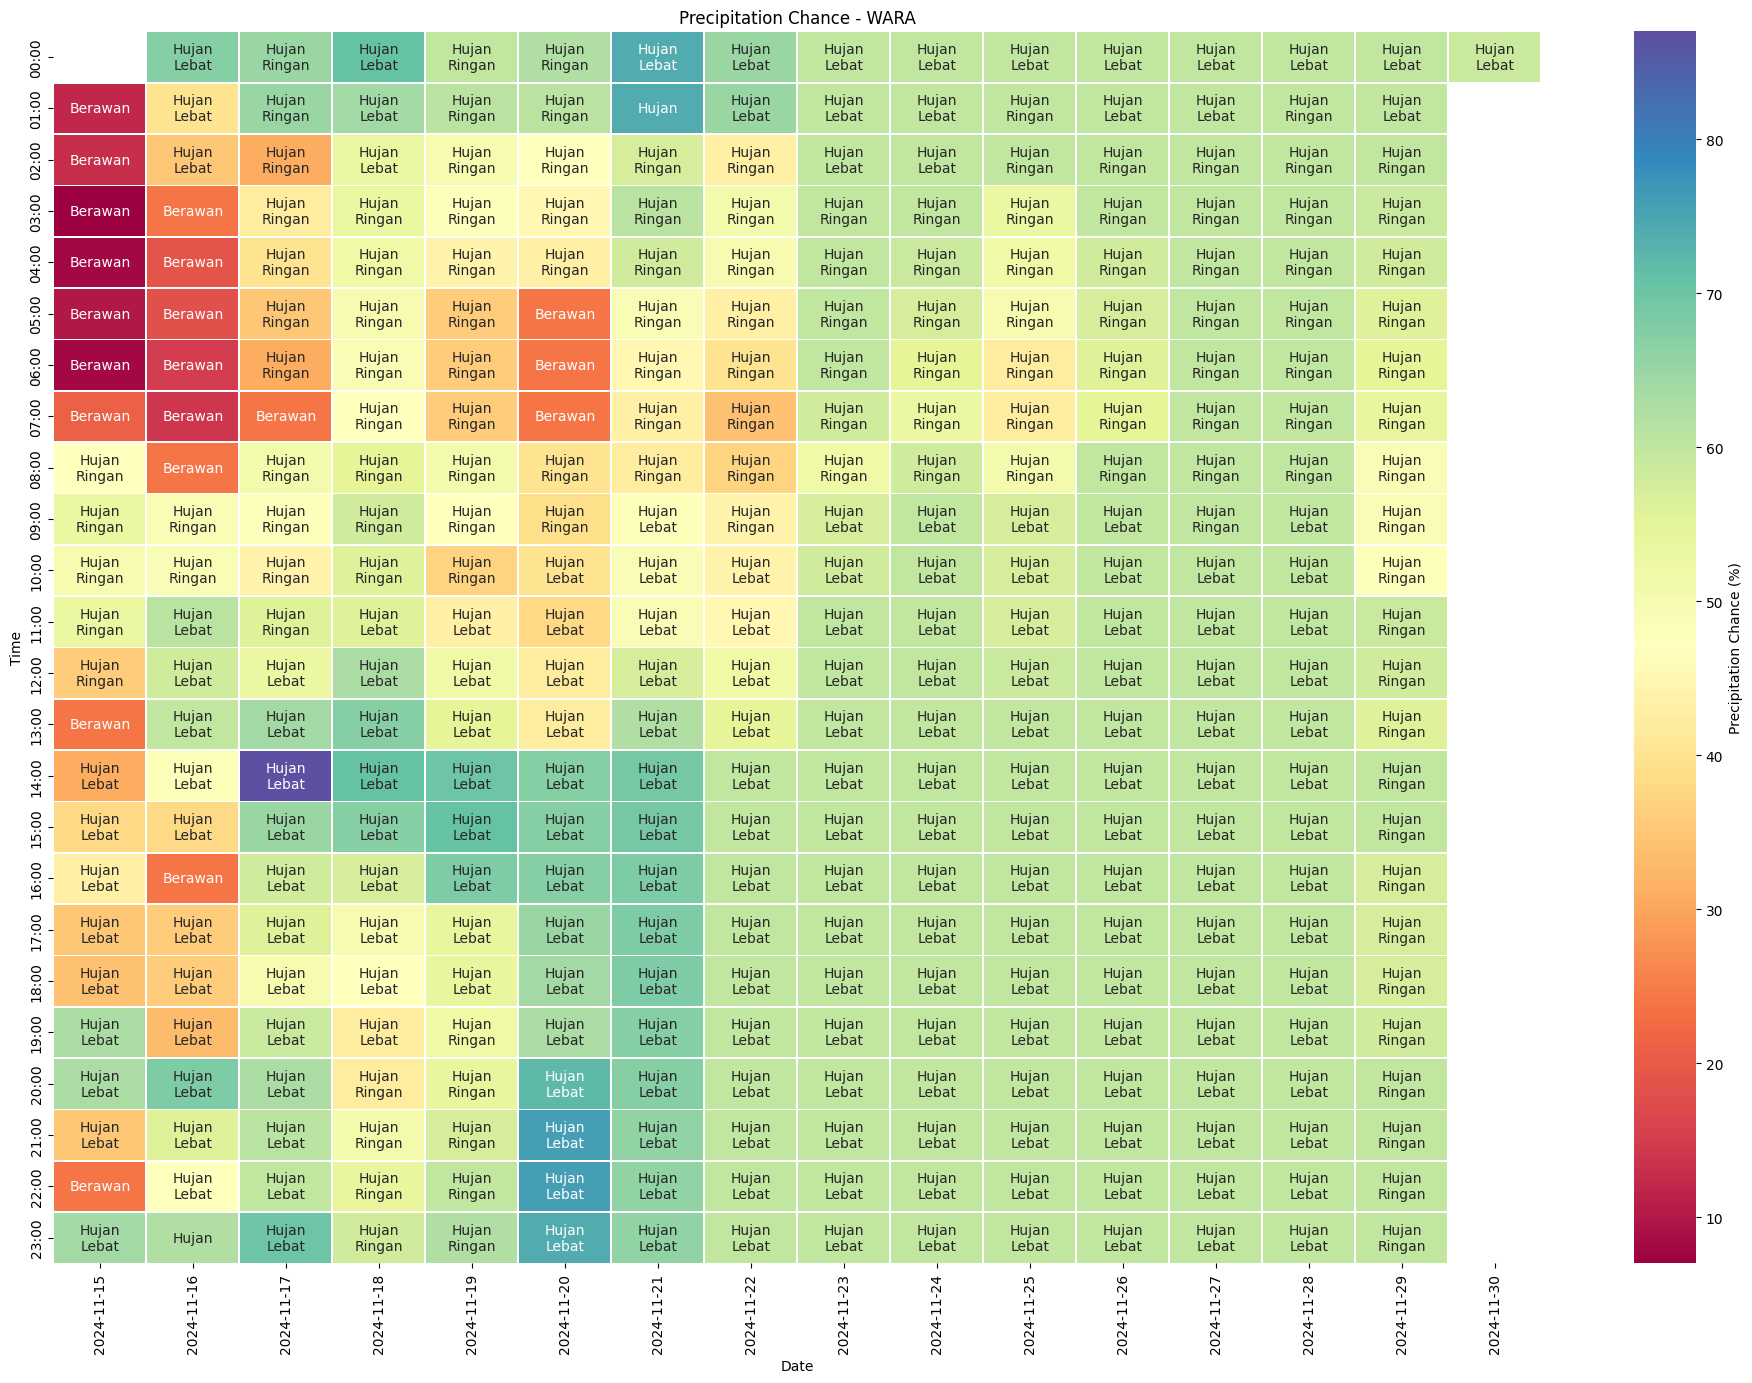 Precipitation Chance - WARA
00:00 Hujan Lebat Hujan Ringan Hujan Lebat Hujan Ringan Hujan Ringan Hujan Lebat Hujan Lebat Hujan Lebat Hujan Lebat Hujan Lebat Hujan Lebat Hujan Lebat Hujan Lebat Hujan Lebat Hujan Lebat
01:00 Berawan Hujan Lebat Hujan Ringan Hujan Lebat Hujan Ringan Hujan Ringan Hujan Hujan Lebat Hujan Lebat Hujan Lebat Hujan Ringan Hujan Lebat Hujan Lebat Hujan Ringan Hujan Lebat
02:00 Berawan Hujan Lebat Hujan Ringan Hujan Lebat Hujan Ringan Hujan Ringan Hujan Ringan Hujan Ringan Hujan Lebat Hujan Lebat Hujan Ringan Hujan Ringan Hujan Ringan Hujan Ringan Hujan Ringan
03:00 Berawan Berawan Hujan Ringan Hujan Ringan Hujan Ringan Hujan Ringan Hujan Ringan Hujan Ringan Hujan Ringan Hujan Ringan Hujan Ringan Hujan Ringan Hujan Ringan Hujan Ringan Hujan Ringan
04:00 Berawan Berawan Hujan Ringan Hujan Ringan Hujan Ringan Hujan Ringan Hujan Ringan Hujan Ringan Hujan Ringan Hujan Ringan Hujan Ringan Hujan Ringan Hujan Ringan Hujan Ringan Hujan Ringan
05:00 Berawan Berawan Hujan Ringan Hujan Ringan Hujan Ringan Berawan Hujan Ringan Hujan Ringan Hujan Ringan Hujan Ringan Hujan Ringan Hujan Ringan Hujan Ringan Hujan Ringan Hujan Ringan
06:00 Berawan Berawan Hujan Ringan Hujan Ringan Hujan Ringan Berawan Hujan Ringan Hujan Ringan Hujan Ringan Hujan Ringan Hujan Ringan Hujan Ringan Hujan Ringan Hujan Ringan Hujan Ringan
07:00 Berawan Berawan Berawan Hujan Ringan Hujan Ringan Berawan Hujan Ringan Hujan Ringan Hujan Ringan Hujan Ringan Hujan Ringan Hujan Ringan Hujan Ringan Hujan Ringan Hujan Ringan
08:00 Hujan Ringan Berawan Hujan Ringan Hujan Ringan Hujan Ringan Hujan Ringan Hujan Ringan Hujan Ringan Hujan Ringan Hujan Ringan Hujan Ringan Hujan Ringan Hujan Ringan Hujan Ringan Hujan Ringan
09:00 Hujan Ringan Hujan Ringan Hujan Ringan Hujan Ringan Hujan Ringan Hujan Ringan Hujan Lebat Hujan Ringan Hujan Lebat Hujan Lebat Hujan Lebat Hujan Lebat Hujan Ringan Hujan Lebat Hujan Ringan
10:00 Hujan Ringan Hujan Ringan Hujan Ringan Hujan Ringan Hujan Ringan Hujan Lebat Hujan Lebat Hujan Lebat Hujan Lebat Hujan Lebat Hujan Lebat Hujan Lebat Hujan Lebat Hujan Lebat Hujan Ringan
11:00 Hujan Ringan Hujan Lebat Hujan Ringan Hujan Lebat Hujan Lebat Hujan Lebat Hujan Lebat Hujan Lebat Hujan Lebat Hujan Lebat Hujan Lebat Hujan Lebat Hujan Lebat Hujan Lebat Hujan Ringan
12:00 Hujan Ringan Hujan Lebat Hujan Lebat Hujan Lebat Hujan Lebat Hujan Lebat Hujan Lebat Hujan Lebat Hujan Lebat Hujan Lebat Hujan Lebat Hujan Lebat Hujan Lebat Hujan Lebat Hujan Ringan
13:00 Berawan Hujan Lebat Hujan Lebat Hujan Lebat Hujan Lebat Hujan Lebat Hujan Lebat Hujan Lebat Hujan Lebat Hujan Lebat Hujan Lebat Hujan Lebat Hujan Lebat Hujan Lebat Hujan Ringan
14:00 Hujan Lebat Hujan Lebat Hujan Lebat Hujan Lebat Hujan Lebat Hujan Lebat Hujan Lebat Hujan Lebat Hujan Lebat Hujan Lebat Hujan Lebat Hujan Lebat Hujan Lebat Hujan Lebat Hujan Ringan
15:00 Hujan Lebat Hujan Lebat Hujan Lebat Hujan Lebat Hujan Lebat Hujan Lebat Hujan Lebat Hujan Lebat Hujan Lebat Hujan Lebat Hujan Lebat Hujan Lebat Hujan Lebat Hujan Lebat Hujan Ringan
16:00 Hujan Lebat Berawan Hujan Lebat Hujan Lebat Hujan Lebat Hujan Lebat Hujan Lebat Hujan Lebat Hujan Lebat Hujan Lebat Hujan Lebat Hujan Lebat Hujan Lebat Hujan Lebat Hujan Ringan
17:00 Hujan Lebat Hujan Lebat Hujan Lebat Hujan Lebat Hujan Lebat Hujan Lebat Hujan Lebat Hujan Lebat Hujan Lebat Hujan Lebat Hujan Lebat Hujan Lebat Hujan Lebat Hujan Lebat Hujan Ringan
18:00 Hujan Lebat Hujan Lebat Hujan Lebat Hujan Lebat Hujan Lebat Hujan Lebat Hujan Lebat Hujan Lebat Hujan Lebat Hujan Lebat Hujan Lebat Hujan Lebat Hujan Lebat Hujan Lebat Hujan Ringan
19:00 Hujan Lebat Hujan Lebat Hujan Lebat Hujan Lebat Hujan Ringan Hujan Lebat Hujan Lebat Hujan Lebat Hujan Lebat Hujan Lebat Hujan Lebat Hujan Lebat Hujan Lebat Hujan Lebat Hujan Ringan
20:00 Hujan Lebat Hujan Lebat Hujan Lebat Hujan Ringan Hujan Ringan Hujan Lebat Hujan Lebat Hujan Lebat Hujan Lebat Hujan Lebat Hujan Lebat Hujan Lebat Hujan Lebat Hujan Lebat Hujan Ringan
21:00 Hujan Lebat Hujan Lebat Hujan Lebat Hujan Ringan Hujan Ringan Hujan Lebat Hujan Lebat Hujan Lebat Hujan Lebat Hujan Lebat Hujan Lebat Hujan Lebat Hujan Lebat Hujan Lebat Hujan Ringan
22:00 Berawan Hujan Lebat Hujan Lebat Hujan Ringan Hujan Ringan Hujan Lebat Hujan Lebat Hujan Lebat Hujan Lebat Hujan Lebat Hujan Lebat Hujan Lebat Hujan Lebat Hujan Lebat Hujan Ringan
23:00 Hujan Lebat Hujan Hujan Lebat Hujan Ringan Hujan Ringan Hujan Lebat Hujan Lebat Hujan Lebat Hujan Lebat Hujan Lebat Hujan Lebat Hujan Lebat Hujan Lebat Hujan Lebat Hujan Ringan
Time
2024-11-15 2024-11-16 2024-11-17 2024-11-18 2024-11-19 2024-11-20 2024-11-21 2024-11-22 2024-11-23 2024-11-24 2024-11-25 2024-11-26 2024-11-27 2024-11-28 2024-11-29 2024-11-30
Date
80
70
60
50
40
30
20
10
Precipitation Chance (%)